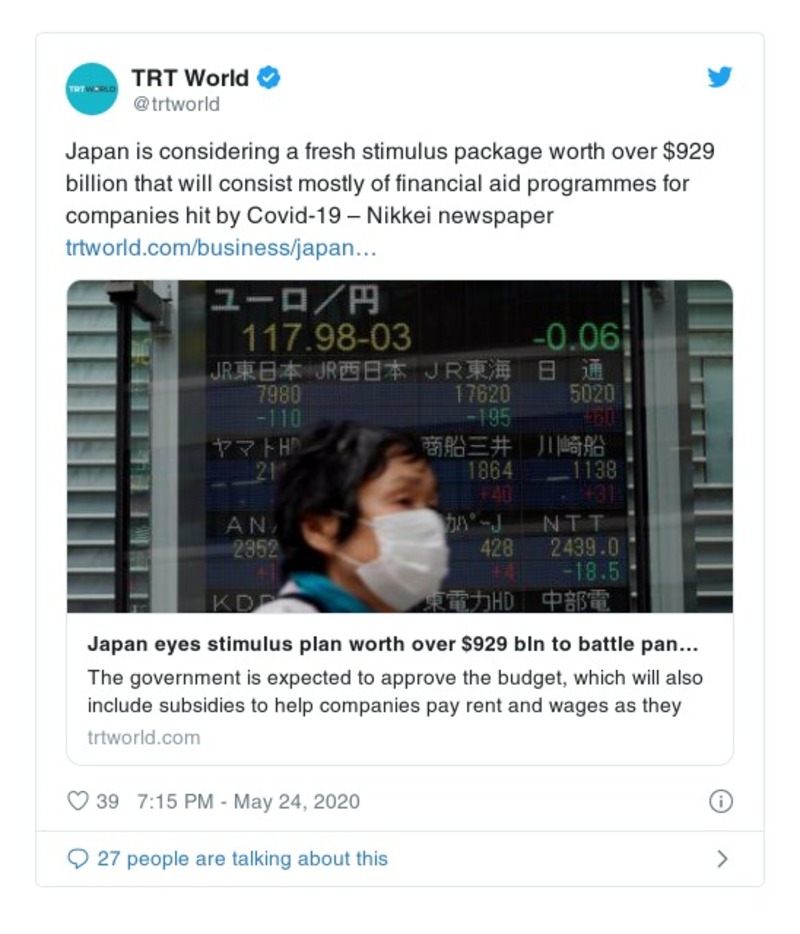 TRT WORLD
TRT World
@trtworld
Japan is considering a fresh stimulus package worth over $929
billion that will consist mostly of financial aid programmes for
companies hit by Covid-19 – Nikkei newspaper
trtworld.com/business/japan…
ユーロ／円
117.98-03 -0.06
JR東日本 JR西日本 JR東海 日 通
7980 17620 5020
-110 -195 +60
ヤマトHD 商船三井 川崎船
21 1864 1138
+40 +31
ANA -J NTT
2352 428 2439.0
+4 -18.5
KDD 東電力HD 中部電
Japan eyes stimulus plan worth over $929 bln to battle pan…
The government is expected to approve the budget, which will also
include subsidies to help companies pay rent and wages as they
trtworld.com
39 7:15 PM - May 24, 2020
27 people are talking about this